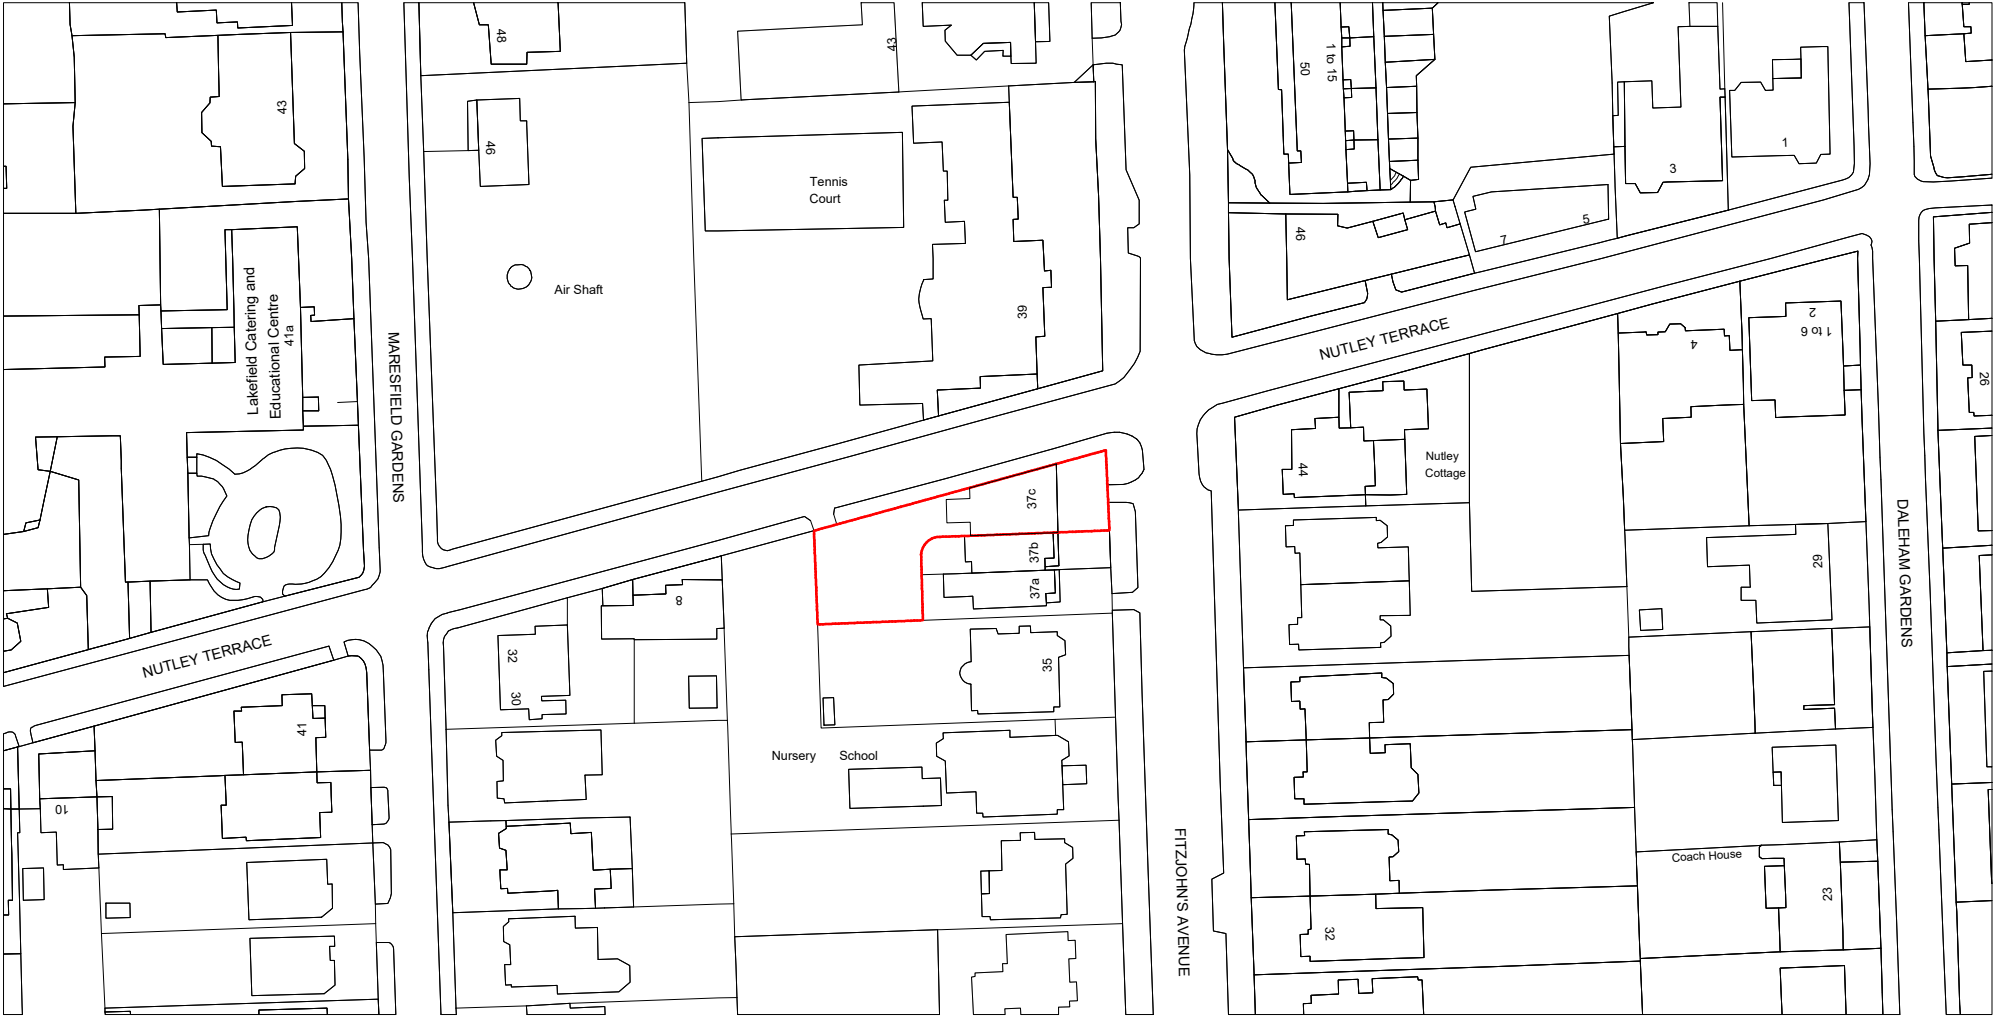 48
43
1 to 15
50
43
46
Tennis
Court
1
3
5
7
46
Lakefield Catering and
Educational Centre
41a
Air Shaft
39
MARESFIELD GARDENS
NUTLEY TERRACE
2
1 to 6
4
26
44
Nutley
Cottage
37c
37b
37a
29
DALEHAM GARDENS
8
NUTLEY TERRACE
32
30
35
41
Nursery School
10
FITZJOHN'S AVENUE
Coach House
23
32